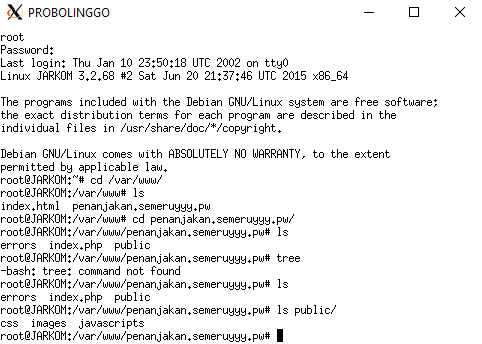 PROBOLINGGO
root
Password:
Last login: Thu Jan 10 23:50:18 UTC 2002 on tty0
Linux JARKOM 3.2.68 #2 Sat Jun 20 21:37:46 UTC 2015 x86_64
The programs included with the Debian GNU/Linux system are free software;
the exact distribution terms for each program are described in the
individual files in /usr/share/doc/*/copyright.
Debian GNU/Linux comes with ABSOLUTELY NO WARRANTY, to the extent
permitted by applicable law.
root@JARKOM:~# cd /var/www/
root@JARKOM:/var/www# ls
index.html  penanjakan.semeruyyy.pw
root@JARKOM:/var/www# cd penanjakan.semeruyyy.pw/
root@JARKOM:/var/www/penanjakan.semeruyyy.pw# ls
errors  index.php  public
root@JARKOM:/var/www/penanjakan.semeruyyy.pw# tree
-bash: tree: command not found
root@JARKOM:/var/www/penanjakan.semeruyyy.pw# ls
errors  index.php  public
root@JARKOM:/var/www/penanjakan.semeruyyy.pw# ls public/
css  images  javascripts
root@JARKOM:/var/www/penanjakan.semeruyyy.pw#